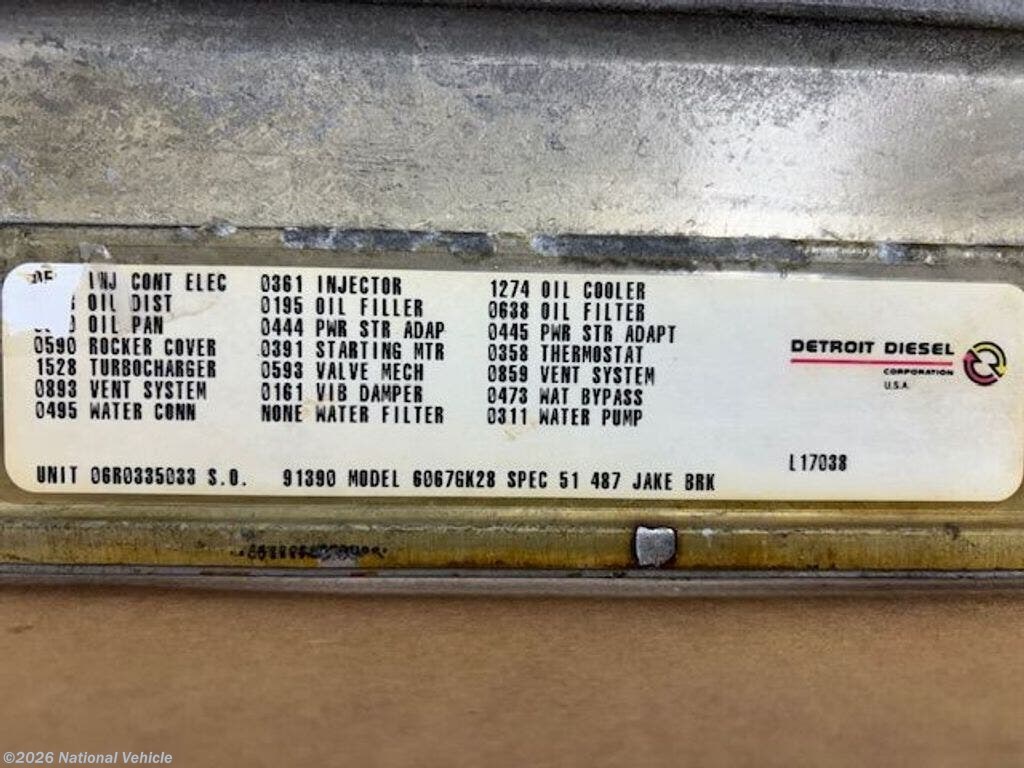 INJ CONT ELEC 0361 INJECTOR 1274 OIL COOLER
OIL DIST 0195 OIL FILLER 0638 OIL FILTER
OIL PAN 0444 PWR STR ADAP 0445 PWR STR ADAPT
0590 ROCKER COVER 0391 STARTING MTR 0358 THERMOSTAT
1528 TURBOCHARGER 0593 VALVE MECH 0859 VENT SYSTEM
0893 VENT SYSTEM 0161 VIB DAMPER 0473 WAT BYPASS
0495 WATER CONN NONE WATER FILTER 0311 WATER PUMP
DETROIT DIESEL
CORPORATION
U.S.A.
L17038
UNIT 06R0335033 S.O. 91390 MODEL 6067GK28 SPEC 51 487 JAKE BRK
©2026 National Vehicle